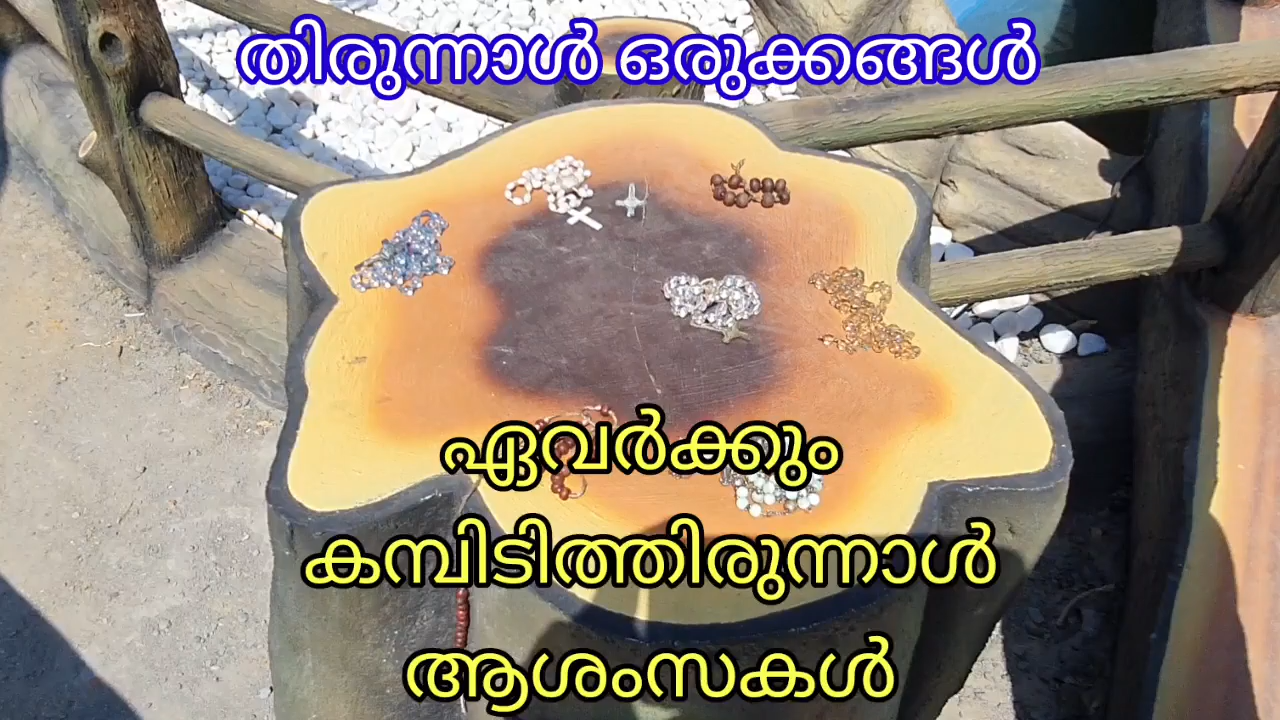 തിരുന്നാൾ ഒരുക്കങ്ങൾ
ഏവർക്കും
കമ്പിടിത്തിരുന്നാൾ
ആശംസകൾ